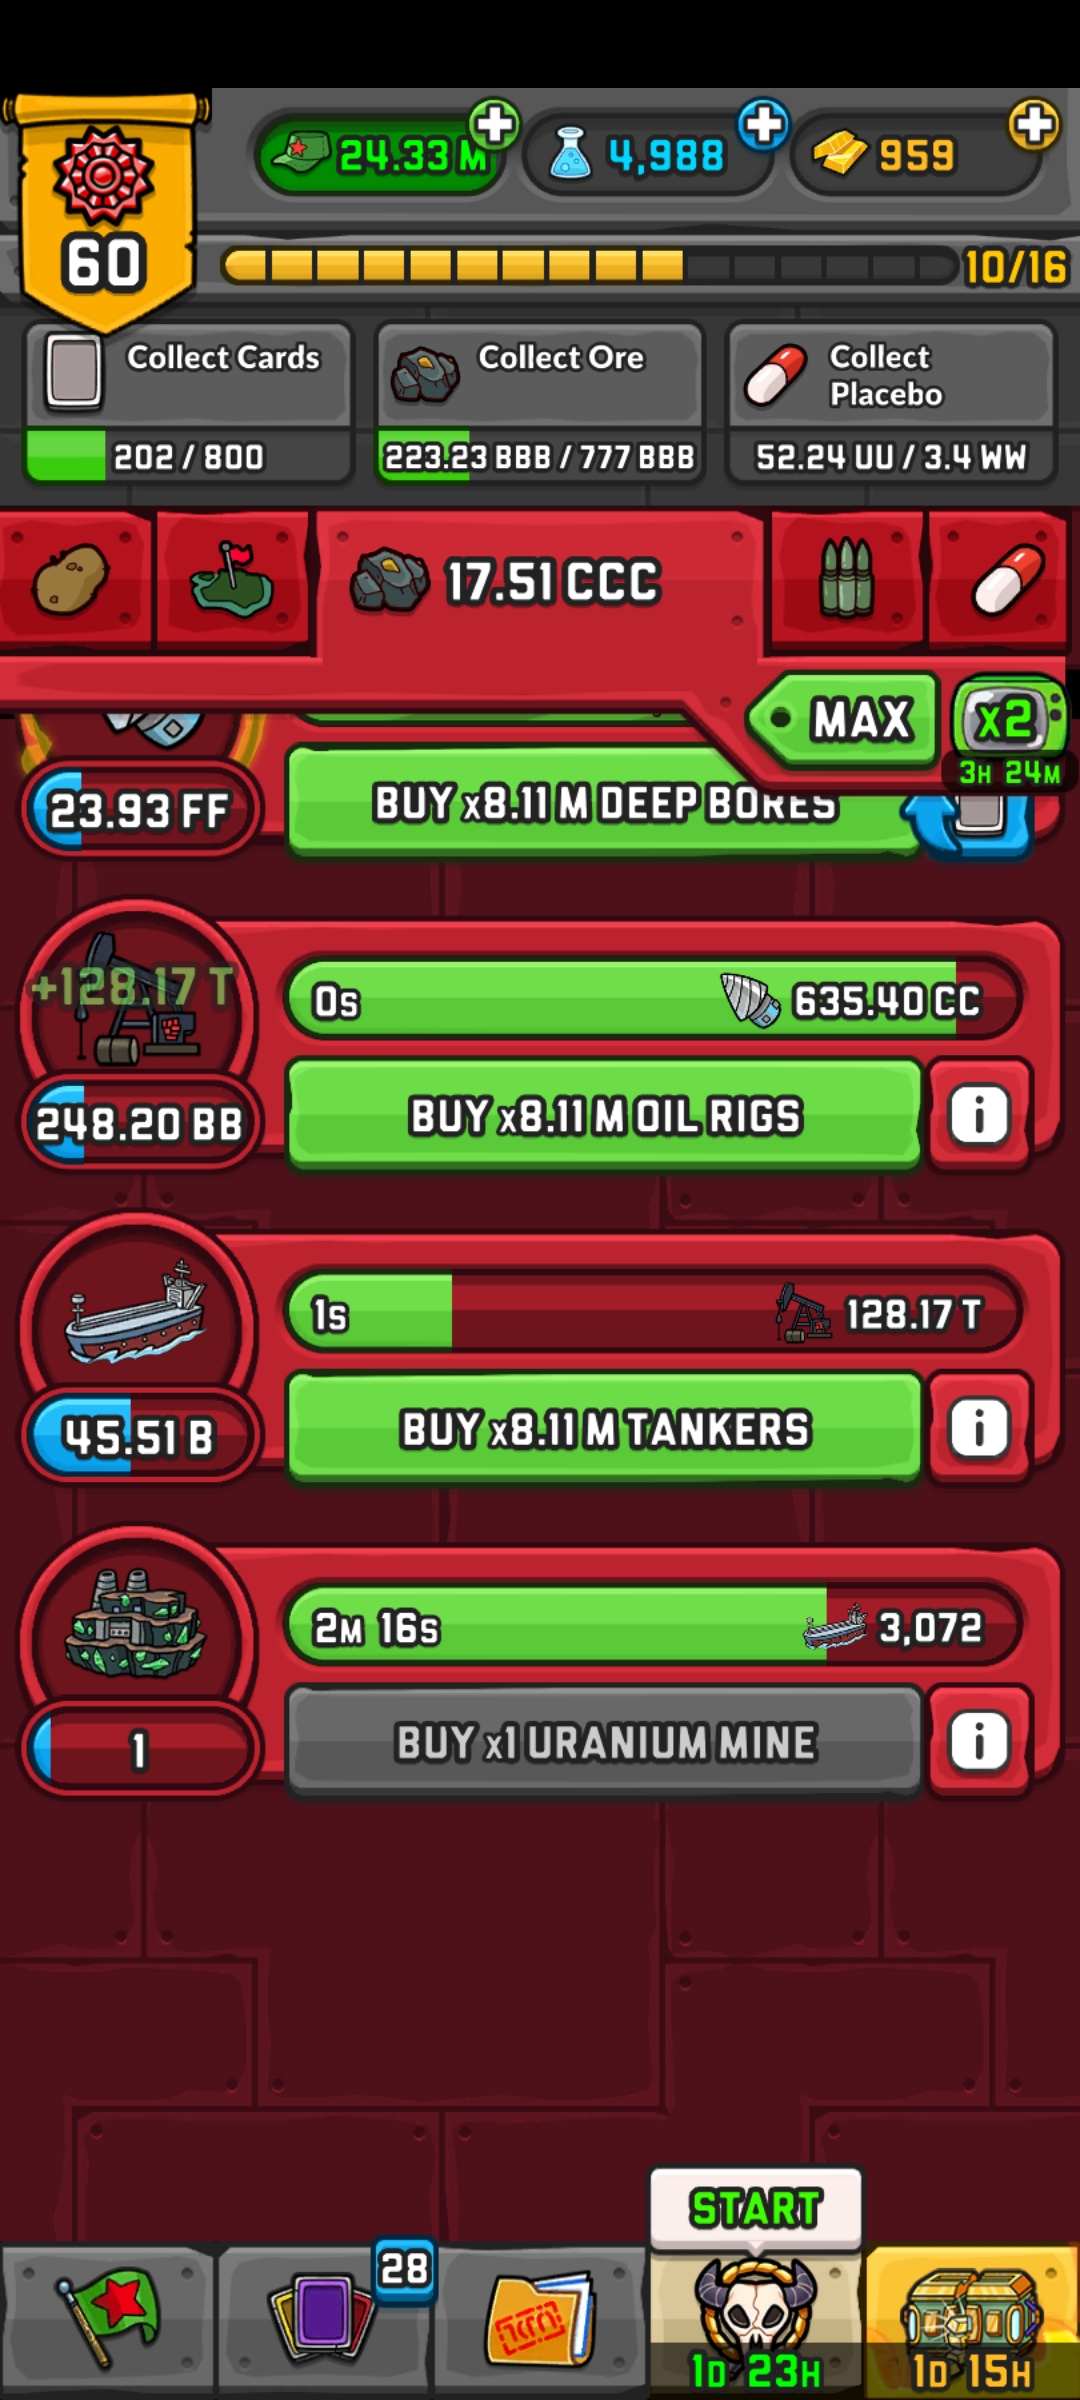 24.33 M
4,988
959
60
10/16
Collect Cards
202 / 800
Collect Ore
223.23 BBB / 777 BBB
Collect
Placebo
52.24 UU / 3.4 WW
17.51 CCC
MAX
x2
3H 24M
23.93 FF
BUY x8.11 M DEEP BORES
+128.17 T
0s
635.40 CC
248.20 BB
BUY x8.11 M OIL RIGS
i
1s
128.17 T
45.51 B
BUY x8.11 M TANKERS
i
2M 16s
3,072
1
BUY x1 URANIUM MINE
i
START
28
1D 23H
1D 15H